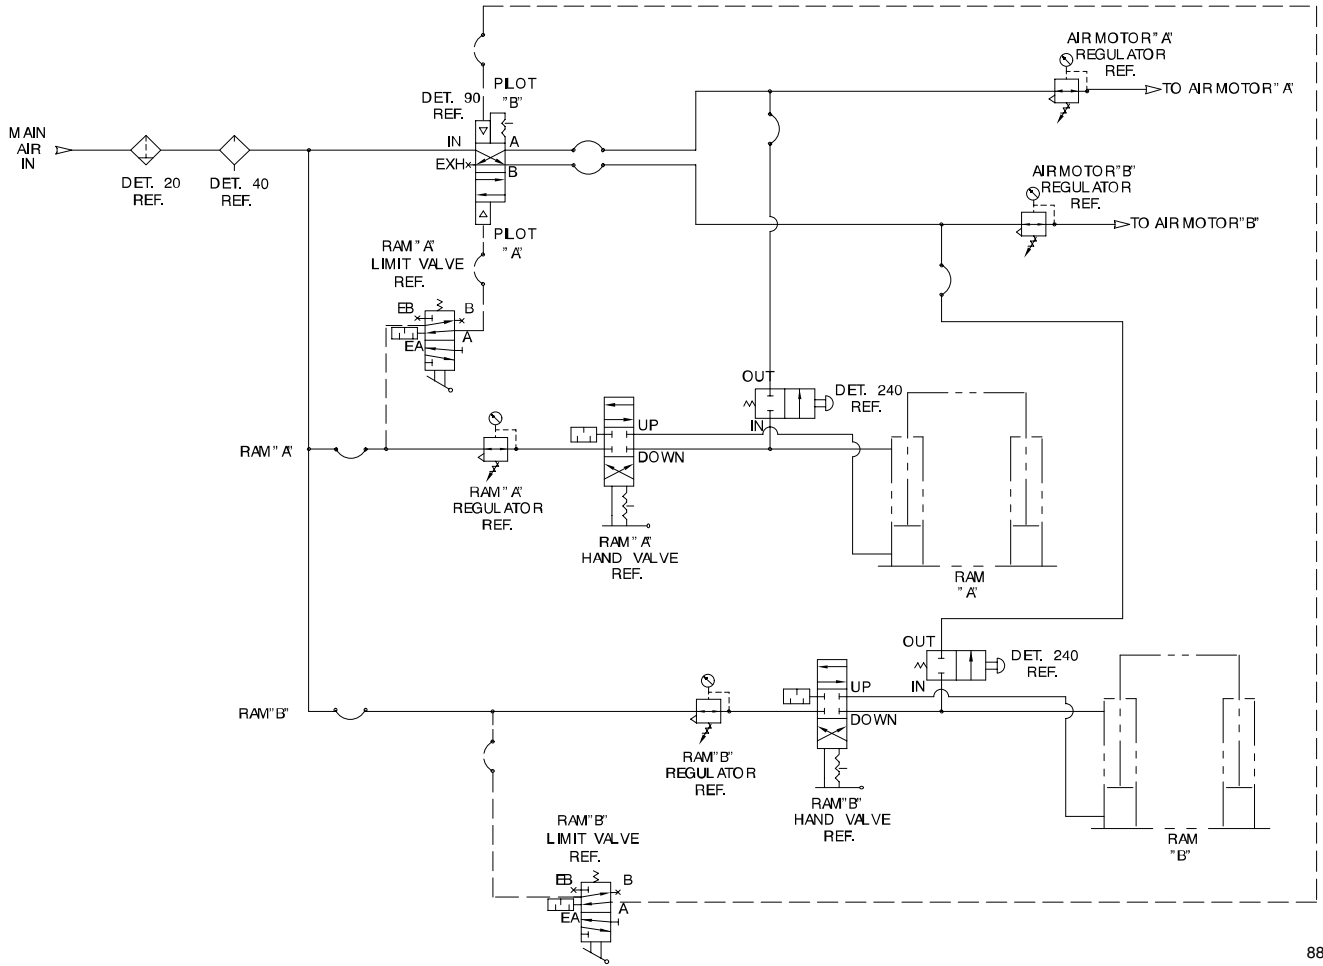 AIR MOTOR "A"
REGULATOR
REF.
PILOT
"B"
DET. 90
REF.
TO AIR MOTOR "A"
MAIN
AIR
IN
IN
A
EXH
B
AIR MOTOR "B"
REGULATOR
REF.
DET. 20
REF.
DET. 40
REF.
TO AIR MOTOR "B"
PILOT
"A"
RAM "A"
LIMIT VALVE
REF.
EB
B
EA
A
OUT
DET. 240
REF.
IN
UP
DOWN
RAM "A"
RAM "A"
REGULATOR
REF.
RAM "A"
HAND VALVE
REF.
RAM
"A"
OUT
DET. 240
REF.
IN
UP
DOWN
RAM "B"
RAM "B"
REGULATOR
REF.
RAM "B"
HAND VALVE
REF.
RAM
"B"
RAM "B"
LIMIT VALVE
REF.
EB
B
EA
A
88